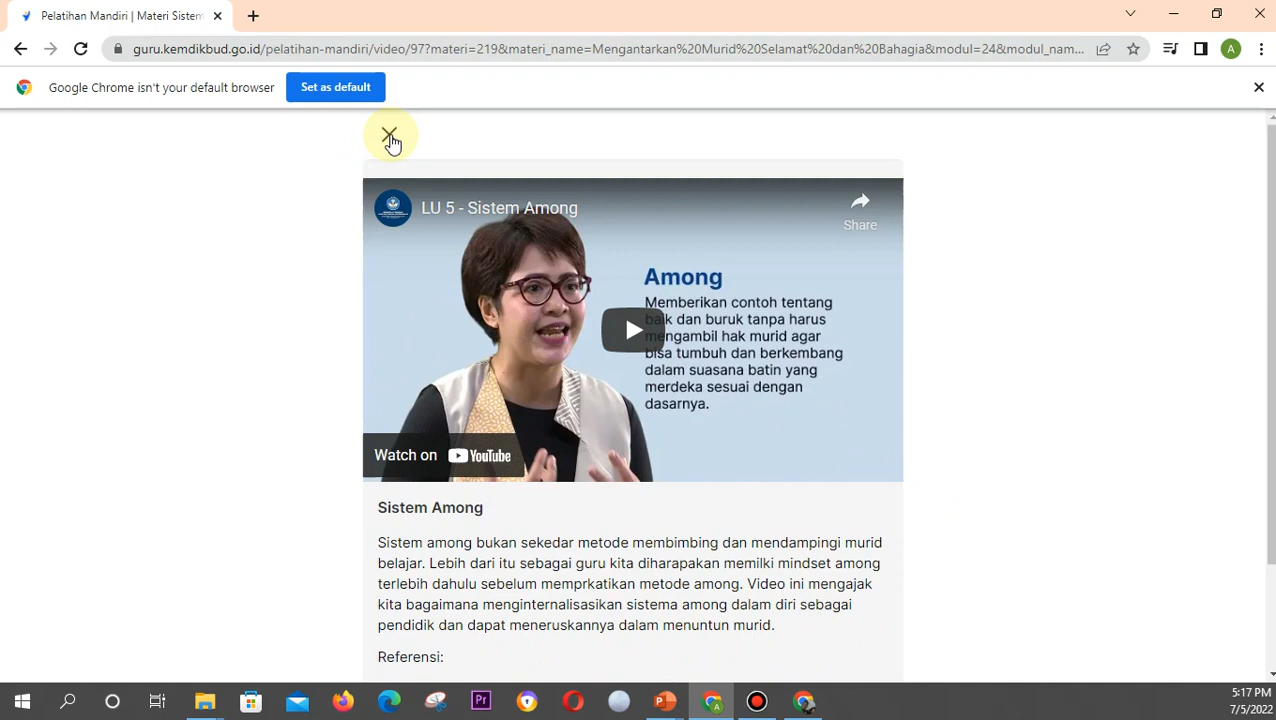 Pelatihan Mandiri | Materi Sistem
guru.kemdikbud.go.id/pelatihan-mandiri/video/97?materi=219&materi_name=Mengantarkan%20Murid%20Selamat%20dan%20Bahagia&modul=24&modul_nam...
A
Google Chrome isn't your default browser
Set as default
LU 5 - Sistem Among
Share
Among
Memberikan contoh tentang
baik dan buruk tanpa harus
mengambil hak murid agar
bisa tumbuh dan berkembang
dalam suasana batin yang
merdeka sesuai dengan
dasarnya.
Watch on YouTube
Sistem Among
Sistem among bukan sekedar metode membimbing dan mendampingi murid
belajar. Lebih dari itu sebagai guru kita diharapakan memilki mindset among
terlebih dahulu sebelum memprkatikan metode among. Video ini mengajak
kita bagaimana menginternalisasikan sistema among dalam diri sebagai
pendidik dan dapat meneruskannya dalam menuntun murid.
Referensi:
Pr
A
5:17 PM
7/5/2022